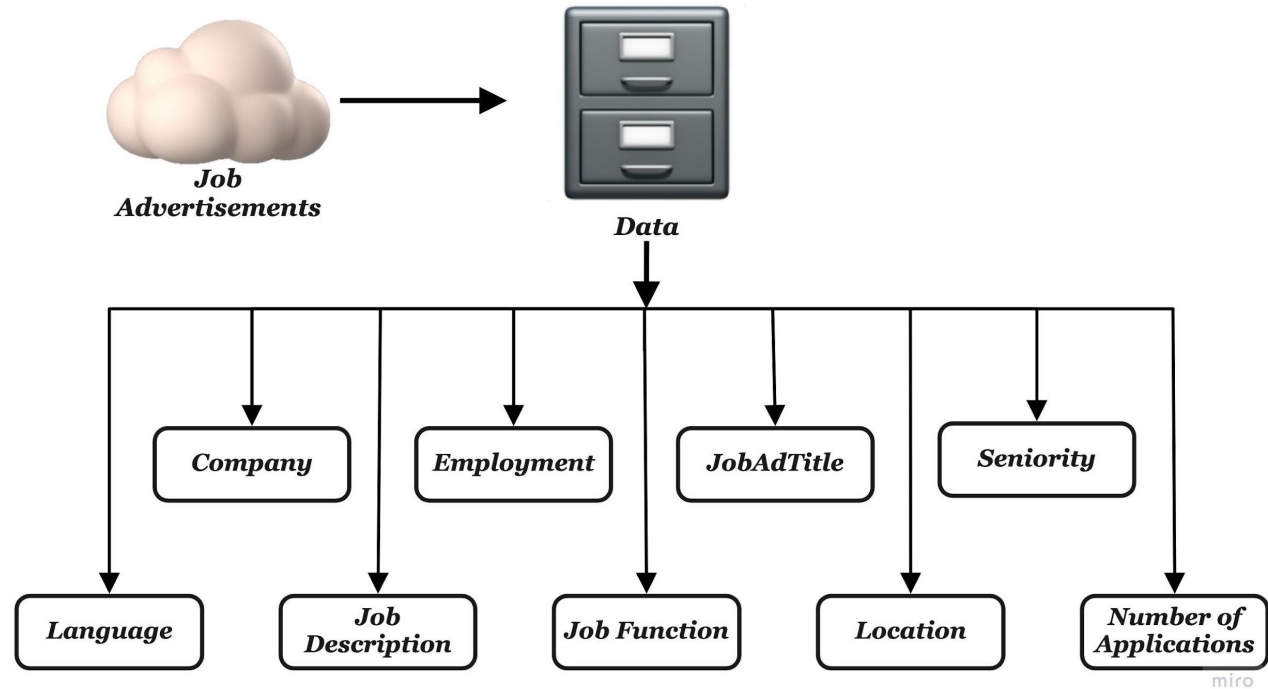 Job
Advertisements
Data
Company
Employment
JobAdTitle
Seniority
Language
Job
Description
Job Function
Location
Number of
Applications
miro